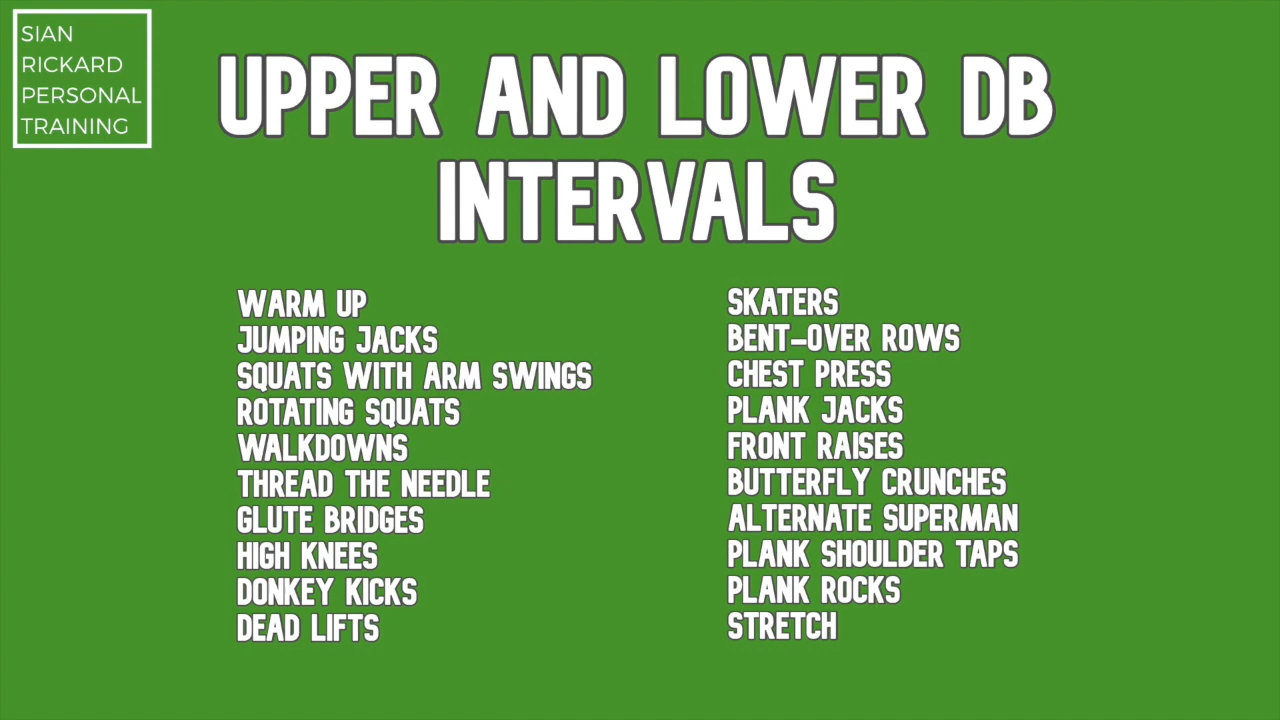 SIAN
RICKARD
PERSONAL
TRAINING
UPPER AND LOWER DB
INTERVALS
WARM UP
JUMPING JACKS
SQUATS WITH ARM SWINGS
ROTATING SQUATS
WALKDOWNS
THREAD THE NEEDLE
GLUTE BRIDGES
HIGH KNEES
DONKEY KICKS
DEAD LIFTS
SKATERS
BENT-OVER ROWS
CHEST PRESS
PLANK JACKS
FRONT RAISES
BUTTERFLY CRUNCHES
ALTERNATE SUPERMAN
PLANK SHOULDER TAPS
PLANK ROCKS
STRETCH